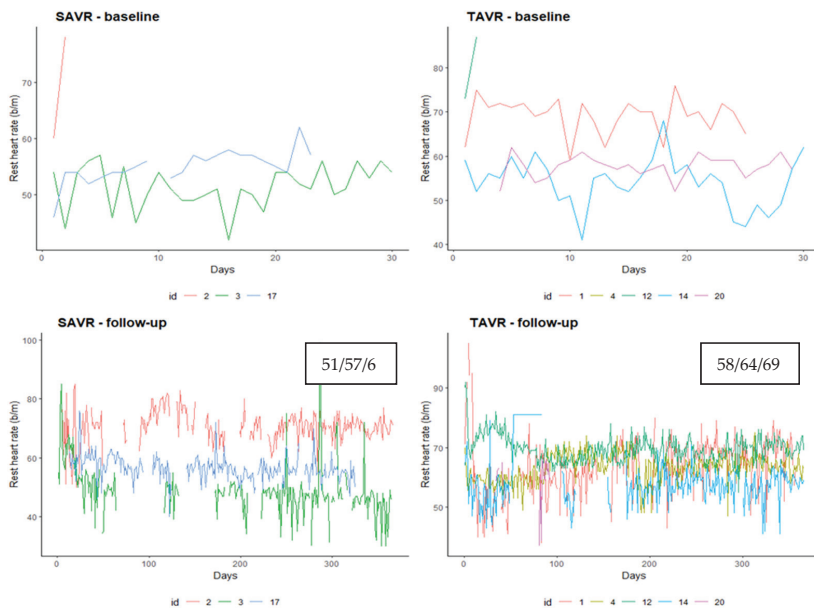 SAVR - baseline
Rest heart rate (b/m)
70
60
50
0 10 20 30
Days
id 2 3 17
TAVR - baseline
Rest heart rate (b/m)
80
70
60
50
40
0 10 20 30
Days
id 1 4 12 14 20
SAVR - follow-up
51/57/6
Rest heart rate (b/m)
100
80
60
40
0 100 200 300
Days
id 2 3 17
TAVR - follow-up
58/64/69
Rest heart rate (b/m)
90
70
50
0 100 200 300
Days
id 1 4 12 14 20